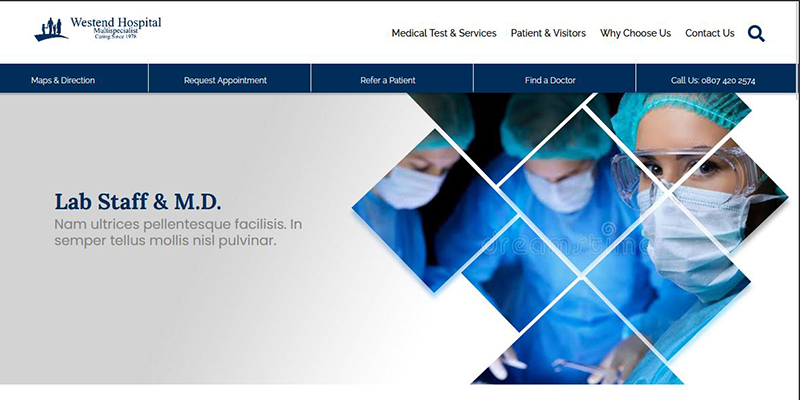 Westend Hospital
Multispecialist
Caring Since 1978
Medical Test & Services
Patient & Visitors
Why Choose Us
Contact Us
Maps & Direction
Request Appointment
Refer a Patient
Find a Doctor
Call Us: 0807 420 2574
Lab Staff & M.D.
Nam ultrices pellentesque facilisis. In
semper tellus mollis nisl pulvinar.
dreamstime